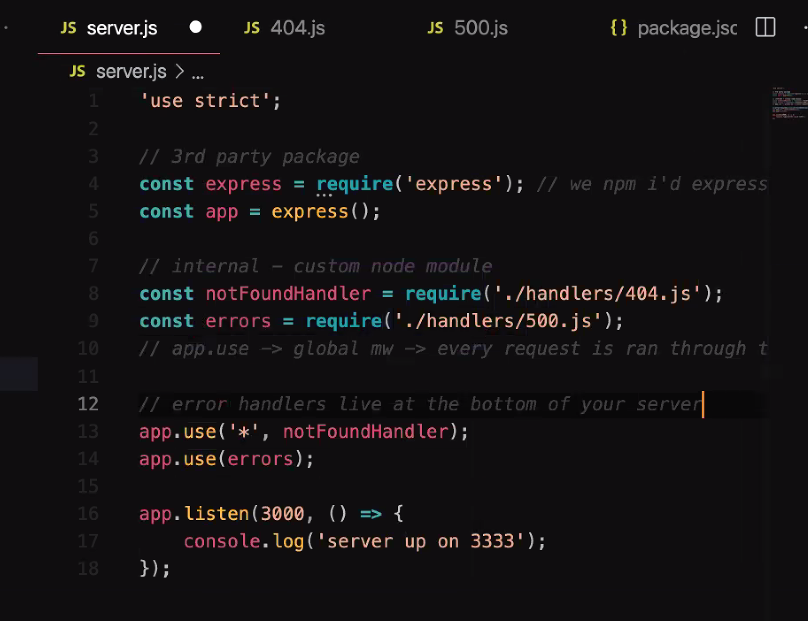 JS server.js
JS 404.js
JS 500.js
{} package.jsc
JS server.js > ...
1 'use strict';
2
3 // 3rd party package
4 const express = require('express'); // we npm i'd express
5 const app = express();
6
7 // internal – custom node module
8 const notFoundHandler = require('./handlers/404.js');
9 const errors = require('./handlers/500.js');
10 // app.use –> global mw –> every request is ran through t
11
12 // error handlers live at the bottom of your server
13 app.use('*', notFoundHandler);
14 app.use(errors);
15
16 app.listen(3000, () => {
17     console.log('server up on 3333');
18 });